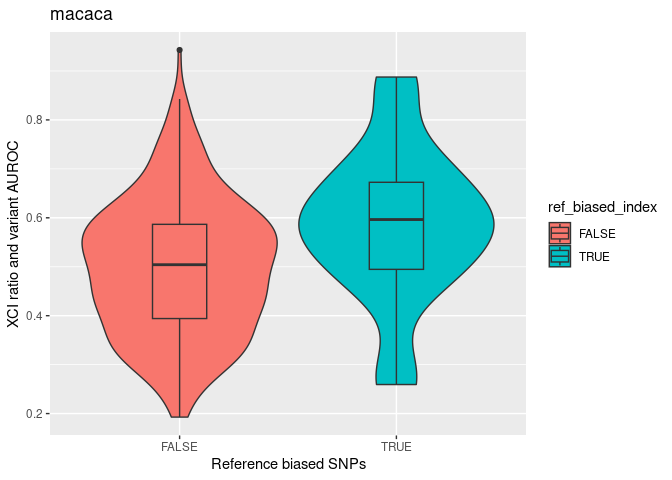 macaca
XCI ratio and variant AUROC
0.8
0.6
0.4
0.2
FALSE
TRUE
Reference biased SNPs
ref_biased_index
FALSE
TRUE